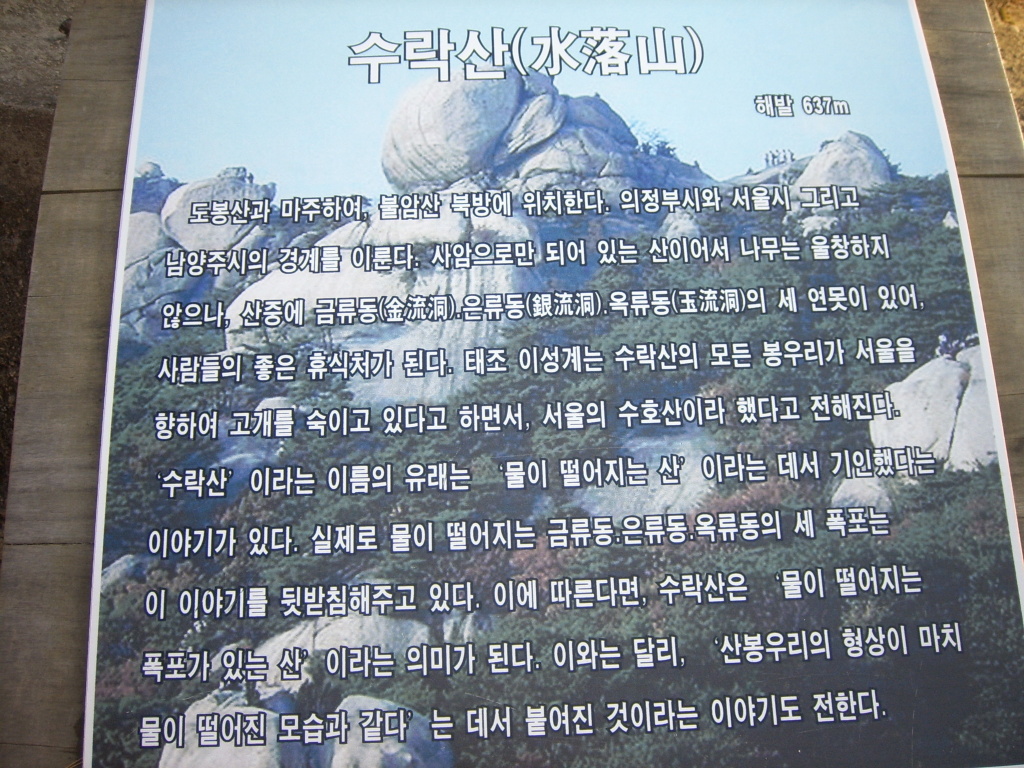 수락산(水落山)
해발 637m
도봉산과 마주하여, 불암산 북방에 위치한다. 의정부시와 서울시 그리고
남양주시의 경계를 이룬다. 사암으로만 되어 있는 산이어서 나무는 울창하지
않으나, 산중에 금류동(金流洞).은류동(銀流洞).옥류동(玉流洞)의 세 연못이 있어,
사람들의 좋은 휴식처가 된다. 태조 이성계는 수락산의 모든 봉우리가 서울을
향하여 고개를 숙이고 있다고 하면서, 서울의 수호산이라 했다고 전해진다.
'수락산' 이라는 이름의 유래는 '물이 떨어지는 산' 이라는 데서 기인했다는
이야기가 있다. 실제로 물이 떨어지는 금류동.은류동.옥류동의 세 폭포는
이 이야기를 뒷받침해주고 있다. 이에 따른다면, 수락산은 '물이 떨어지는
폭포가 있는 산' 이라는 의미가 된다. 이와는 달리, '산봉우리의 형상이 마치
물이 떨어진 모습과 같다' 는 데서 붙여진 것이라는 이야기도 전한다.